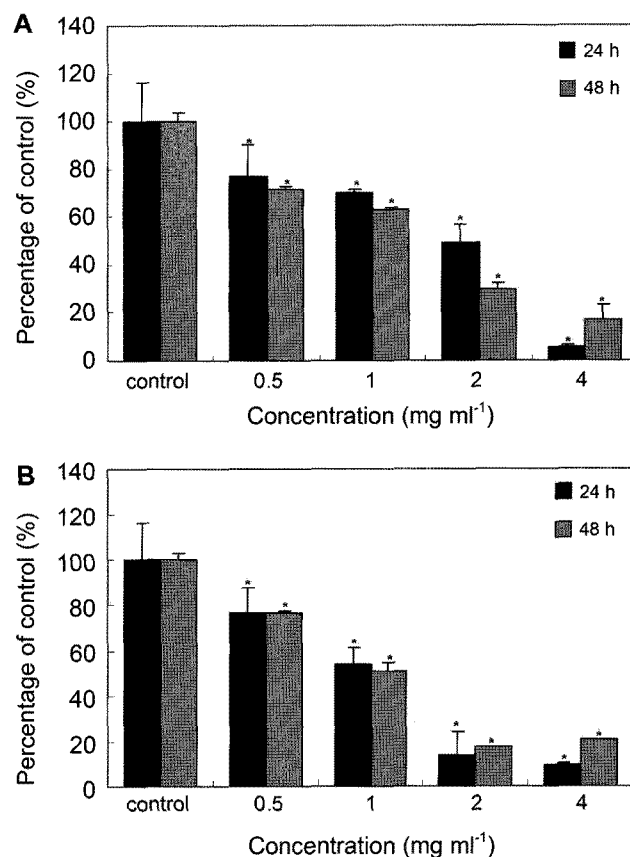 A
140
120
100
80
60
40
20
0
Percentage of control (%)
24 h
48 h
* * * * * * * *
control 0.5 1 2 4
Concentration (mg ml⁻¹)
B
140
120
100
80
60
40
20
0
Percentage of control (%)
24 h
48 h
* * * * * * * *
control 0.5 1 2 4
Concentration (mg ml⁻¹)